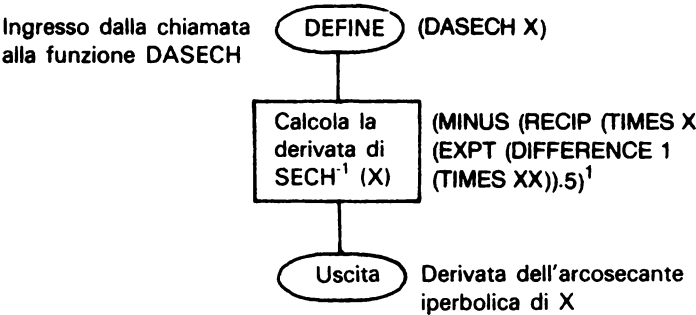 Ingresso dalla chiamata
alla funzione DASECH
DEFINE
(DASECH X)
Calcola la
derivata di
SECH⁻¹ (X)
(MINUS (RECIP (TIMES X
(EXPT (DIFFERENCE 1
(TIMES XX)).5)¹
Uscita
Derivata dell'arcosecante
iperbolica di X